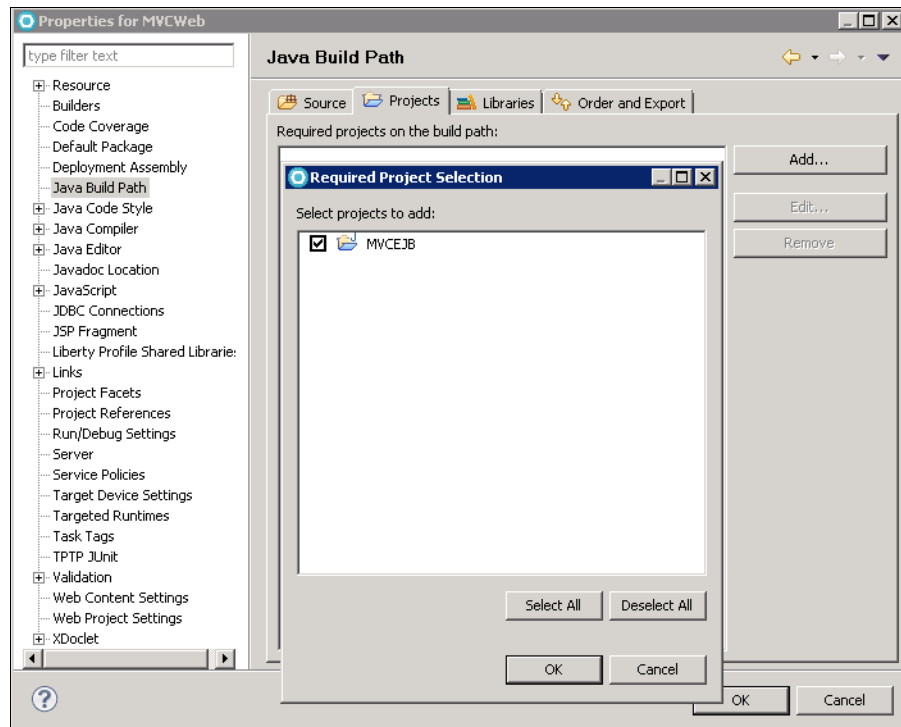 Properties for MVCWeb
type filter text
Resource
Builders
Code Coverage
Default Package
Deployment Assembly
Java Build Path
Java Code Style
Java Compiler
Java Editor
Javadoc Location
JavaScript
JDBC Connections
JSP Fragment
Liberty Profile Shared Librarie:
Links
Project Facets
Project References
Run/Debug Settings
Server
Service Policies
Target Device Settings
Targeted Runtimes
Task Tags
TPTP JUnit
Validation
Web Content Settings
Web Project Settings
XDoclet
Java Build Path
Source Projects Libraries Order and Export
Required projects on the build path:
Add...
Edit...
Remove
Required Project Selection
Select projects to add:
MVCEJB
Select All Deselect All
OK Cancel
OK Cancel